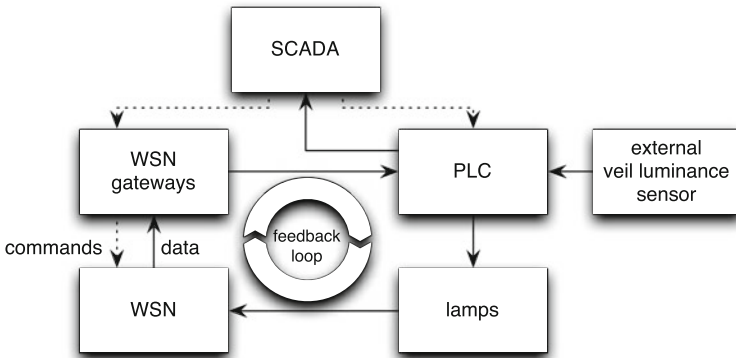 SCADA
WSN
gateways
PLC
external
veil luminance
sensor
commands
data
feedback
loop
WSN
lamps